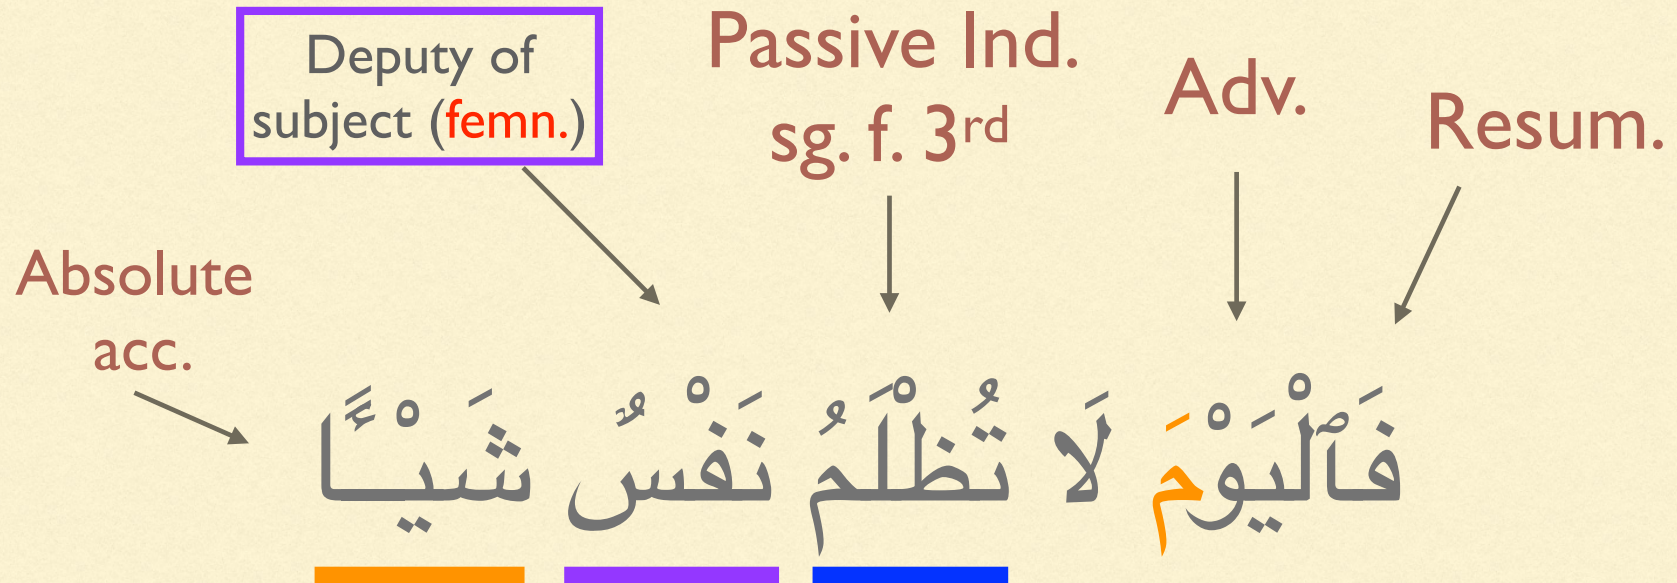 Deputy of
subject (femn.)
Passive Ind.
sg. f. 3rd
Adv.
Resum.
Absolute
acc.
فَٱلْيَوْمَ لَا تُظْلَمُ نَفْسٌ شَيْـًٔا